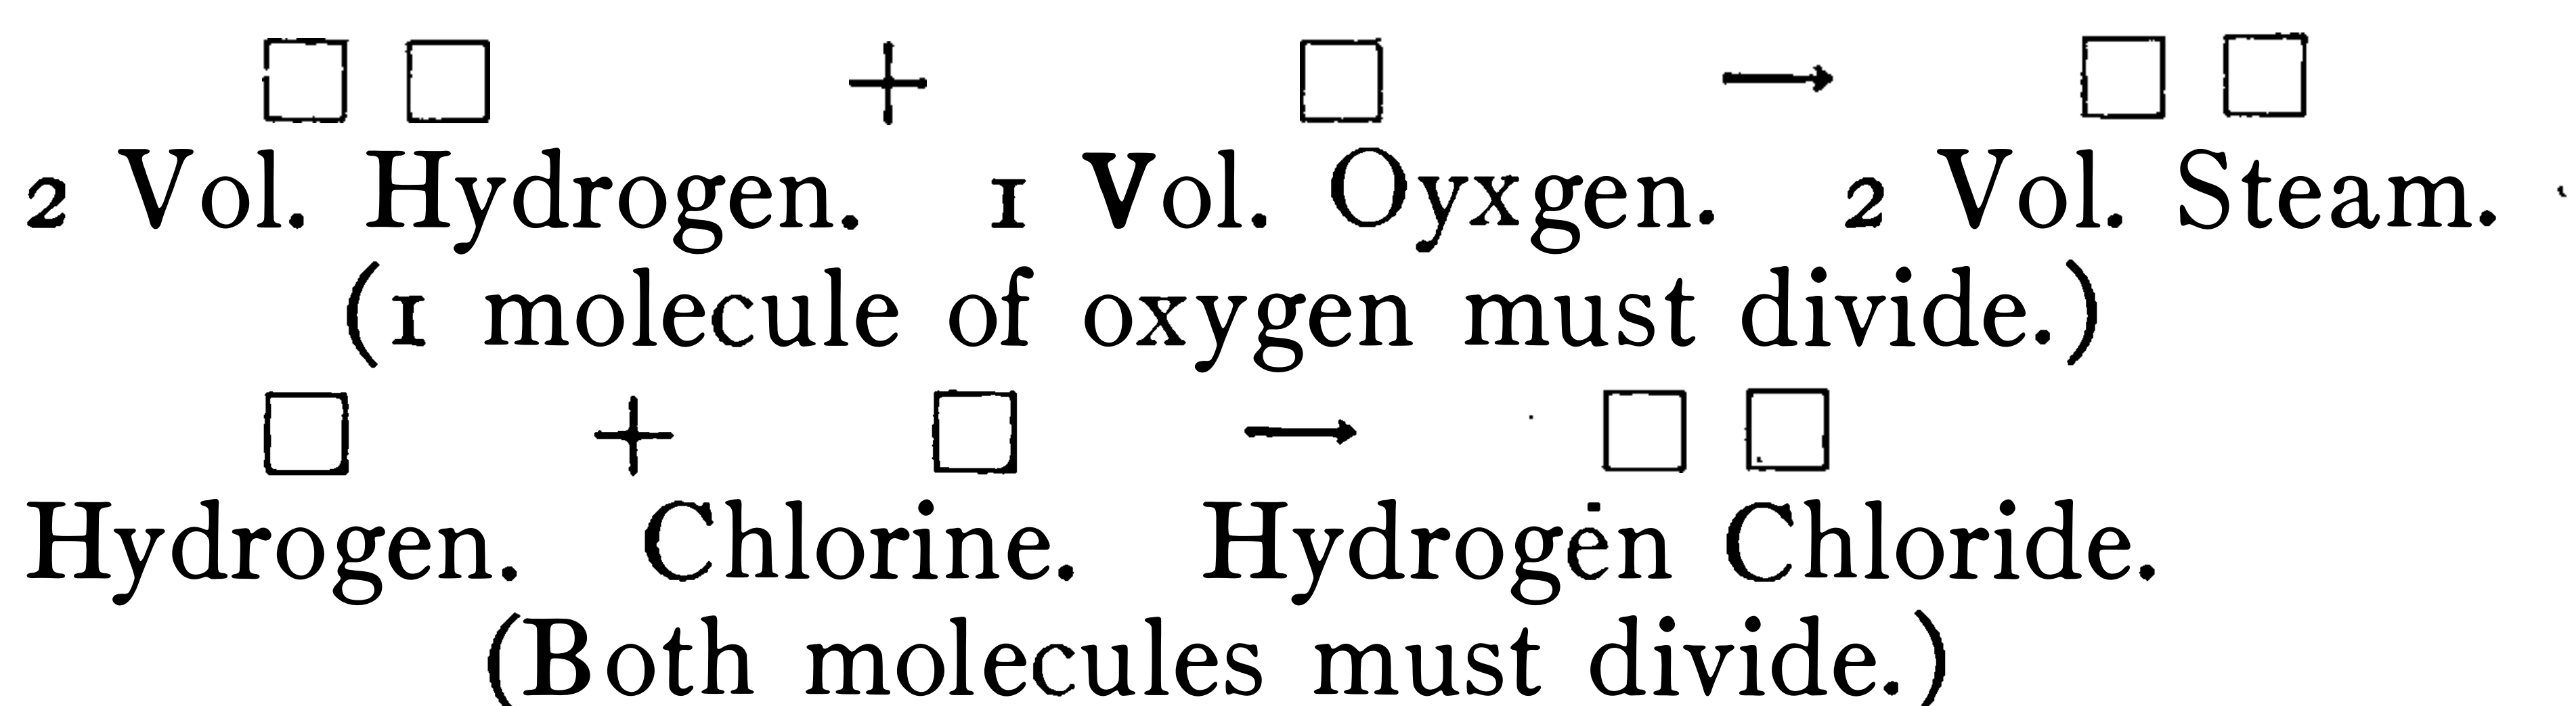 + →
2 Vol. Hydrogen. 1 Vol. Oyxgen. 2 Vol. Steam.
(1 molecule of oxygen must divide.)
+ →
Hydrogen. Chlorine. Hydrogen Chloride.
(Both molecules must divide.)